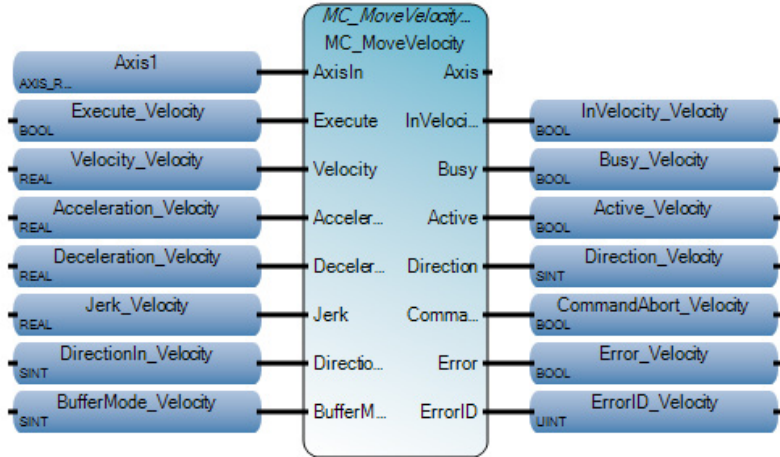 MC_MoveVelocity...
MC_MoveVelocity
Axis1
AXIS_R...
AxisIn
Axis
Execute_Velocity
BOOL
Execute
InVeloci...
InVelocity_Velocity
BOOL
Velocity_Velocity
REAL
Velocity
Busy
Busy_Velocity
BOOL
Acceleration_Velocity
REAL
Acceler...
Active
Active_Velocity
BOOL
Deceleration_Velocity
REAL
Deceler...
Direction
Direction_Velocity
SINT
Jerk_Velocity
REAL
Jerk
Comma...
CommandAbort_Velocity
BOOL
DirectionIn_Velocity
SINT
Directio...
Error
Error_Velocity
BOOL
BufferMode_Velocity
SINT
BufferM...
ErrorID
ErrorID_Velocity
UINT